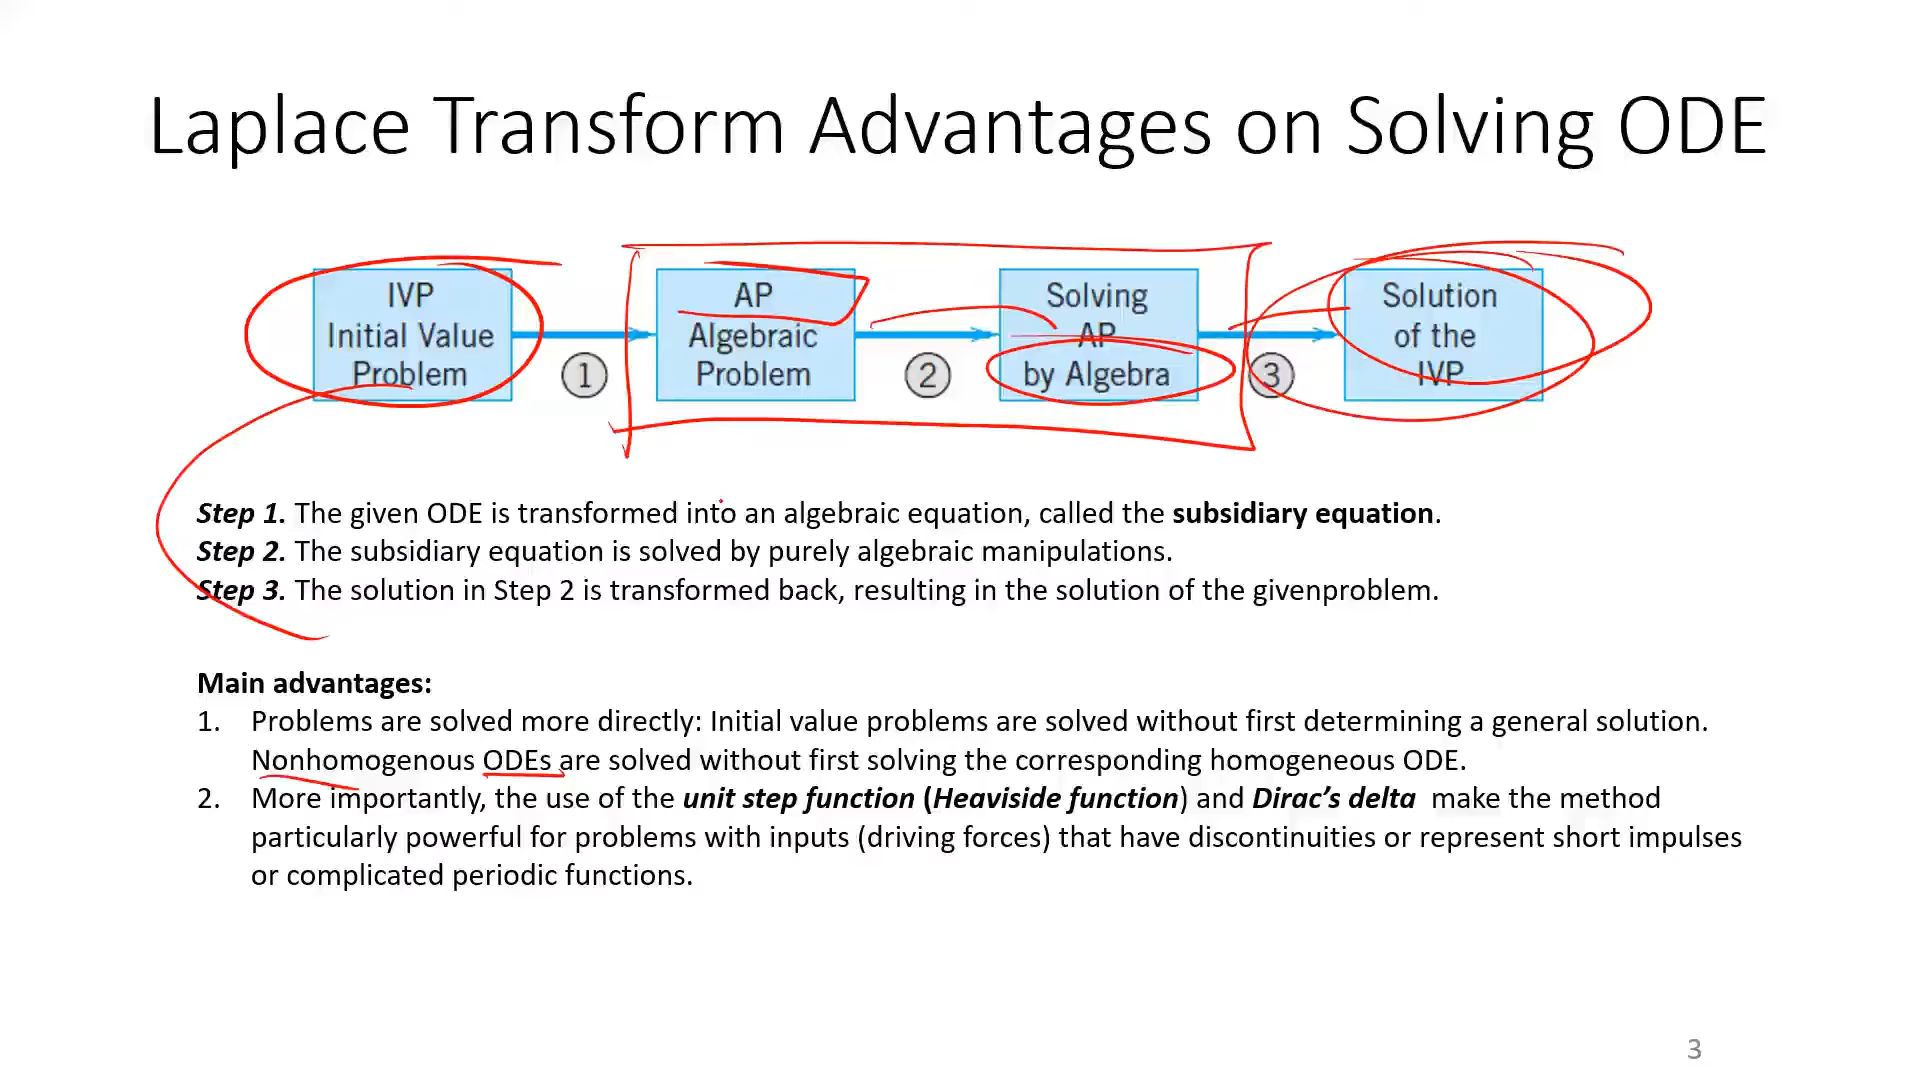 Laplace Transform Advantages on Solving ODE
IVP
Initial Value
Problem
1
AP
Algebraic
Problem
2
Solving
AP
by Algebra
3
Solution
of the
IVP
Step 1. The given ODE is transformed into an algebraic equation, called the subsidiary equation.
Step 2. The subsidiary equation is solved by purely algebraic manipulations.
Step 3. The solution in Step 2 is transformed back, resulting in the solution of the givenproblem.
Main advantages:
1. Problems are solved more directly: Initial value problems are solved without first determining a general solution.
Nonhomogenous ODEs are solved without first solving the corresponding homogeneous ODE.
2. More importantly, the use of the unit step function (Heaviside function) and Dirac’s delta make the method
particularly powerful for problems with inputs (driving forces) that have discontinuities or represent short impulses
or complicated periodic functions.
3